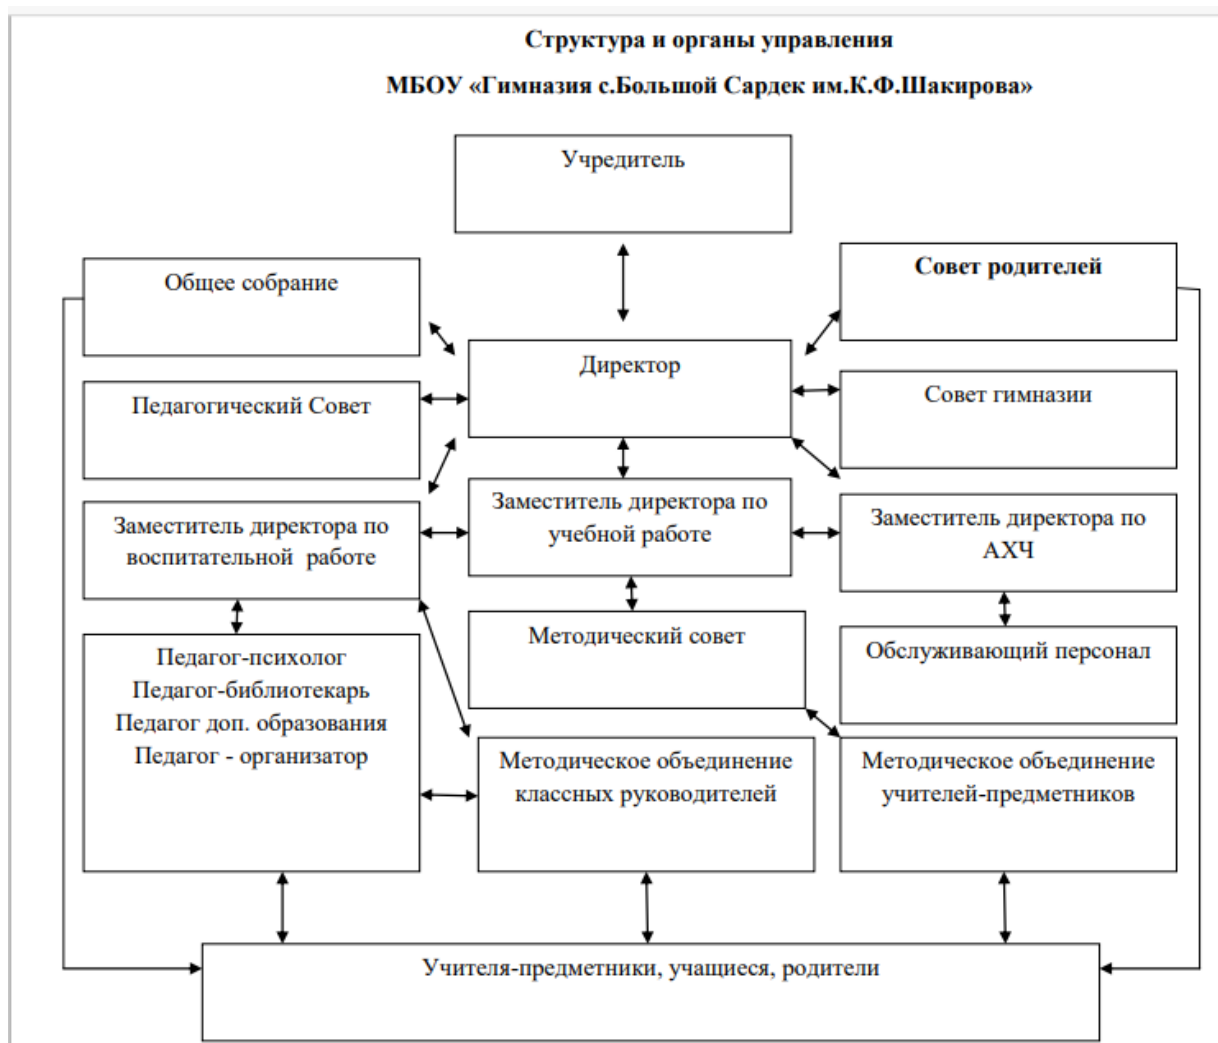 Структура и органы управления
МБОУ «Гимназия с.Большой Сардек им.К.Ф.Шакирова»
Учредитель
Общее собрание
Совет родителей
Директор
Педагогический Совет
Совет гимназии
Заместитель директора по
воспитательной работе
Заместитель директора по
учебной работе
Заместитель директора по
АХЧ
Педагог-психолог
Педагог-библиотекарь
Педагог доп. образования
Педагог - организатор
Методический совет
Обслуживающий персонал
Методическое объединение
классных руководителей
Методическое объединение
учителей-предметников
Учителя-предметники, учащиеся, родители